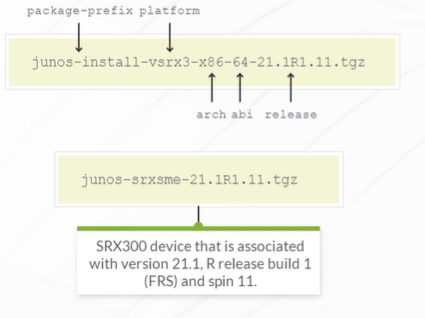 package-prefix platform
junos-install-vsrx3-x86-64-21.1R1.11.tgz
arch abi release
junos-srxsme-21.1R1.11.tgz
SRX300 device that is associated
with version 21.1, R release build 1
(FRS) and spin 11.